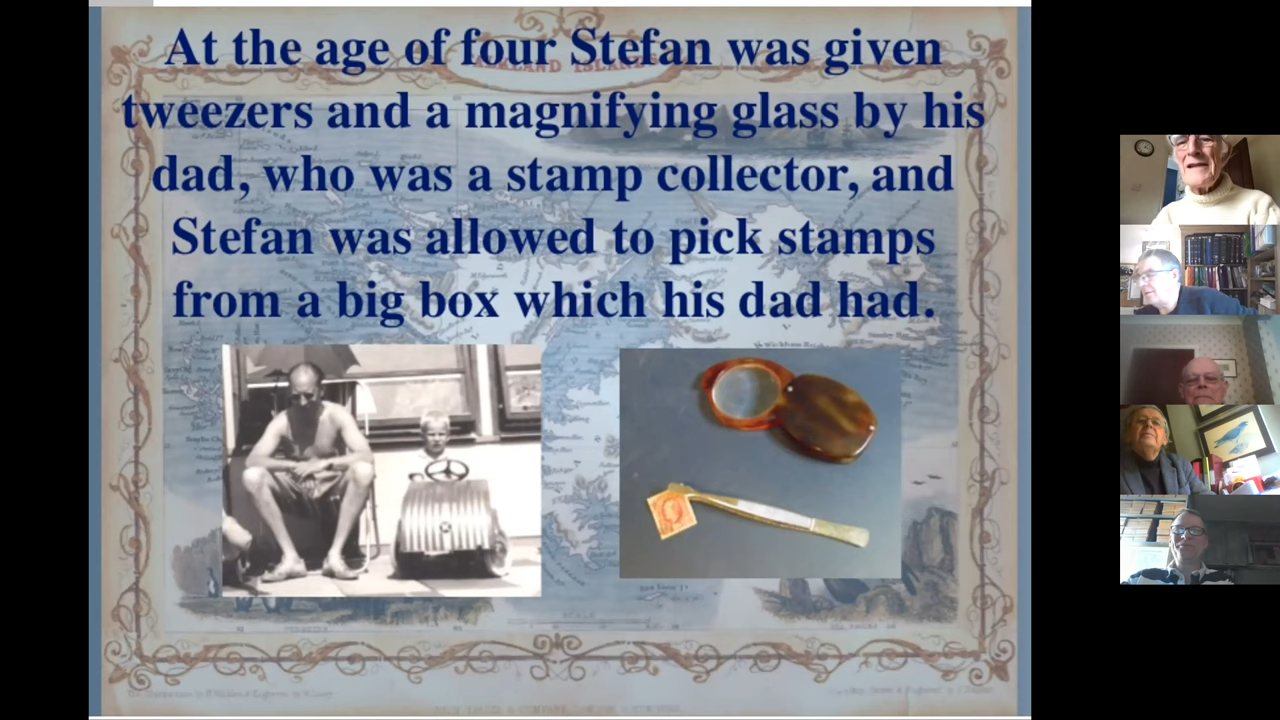 At the age of four Stefan was given
tweezers and a magnifying glass by his
dad, who was a stamp collector, and
Stefan was allowed to pick stamps
from a big box which his dad had.